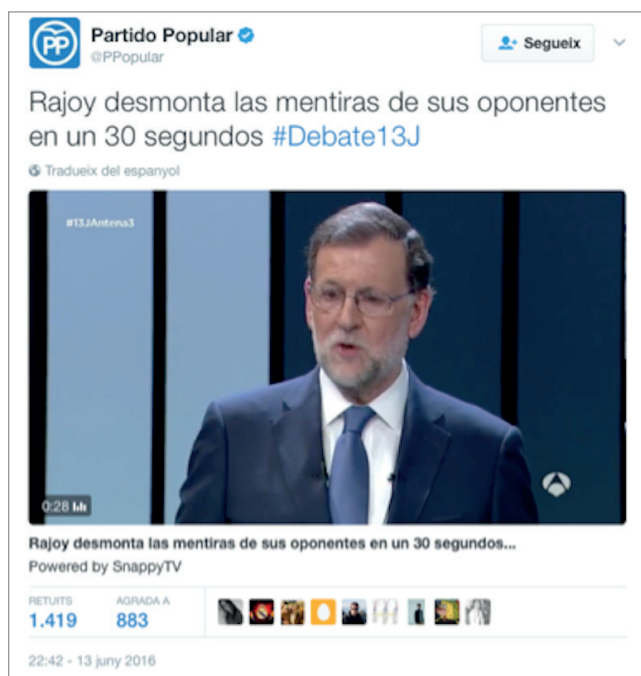 PP
Partido Popular
@PPopular
Segueix
Rajoy desmonta las mentiras de sus oponentes
en un 30 segundos #Debate13J
Tradueix del espanyol
#13JAntena3
0:28
Rajoy desmonta las mentiras de sus oponentes en un 30 segundos...
Powered by SnappyTV
RETUITS
1.419
AGRADA A
883
22:42 - 13 juny 2016